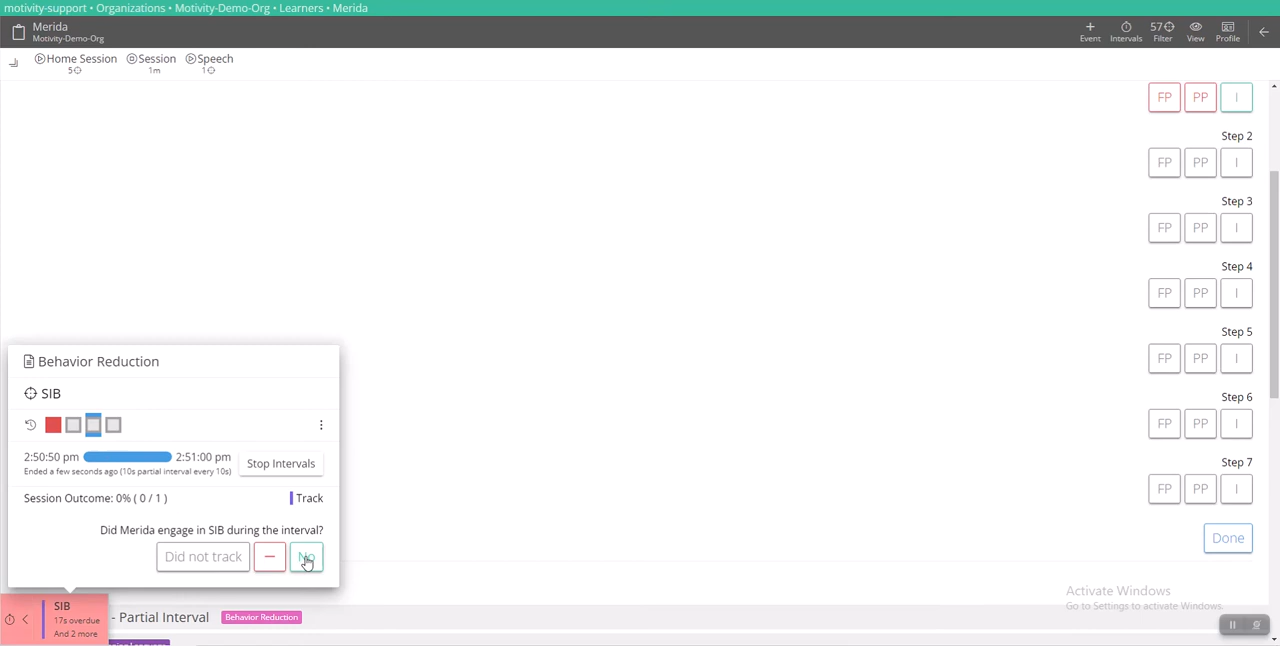 motivity-support • Organizations • Motivity-Demo-Org • Learners • Merida
Merida
Motivity-Demo-Org
Event
Intervals
57
Filter
View
Profile
Home Session
5
Session
1m
Speech
1
FP PP I
Step 2
FP PP I
Step 3
FP PP I
Step 4
FP PP I
Step 5
FP PP I
Step 6
FP PP I
Step 7
FP PP I
Done
Behavior Reduction
SIB
2:50:50 pm 2:51:00 pm
Ended a few seconds ago (10s partial interval every 10s)
Stop Intervals
Session Outcome: 0% ( 0 / 1 )
Track
Did Merida engage in SIB during the interval?
Did not track – No
SIB
17s overdue
And 2 more
- Partial Interval
Behavior Reduction
Activate Windows
Go to Settings to activate Windows.